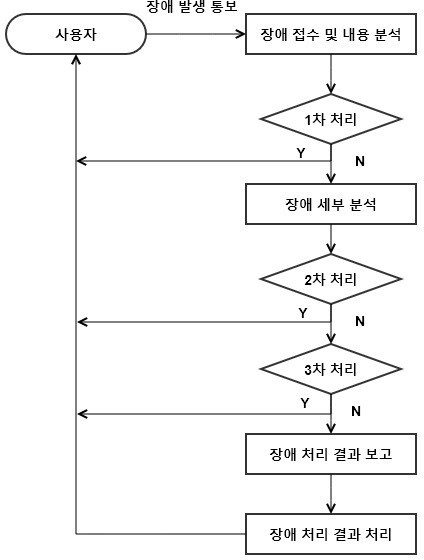 장애 발생 통보
사용자
장애 접수 및 내용 분석
1차 처리
Y
N
장애 세부 분석
2차 처리
Y
N
3차 처리
Y
N
장애 처리 결과 보고
장애 처리 결과 처리